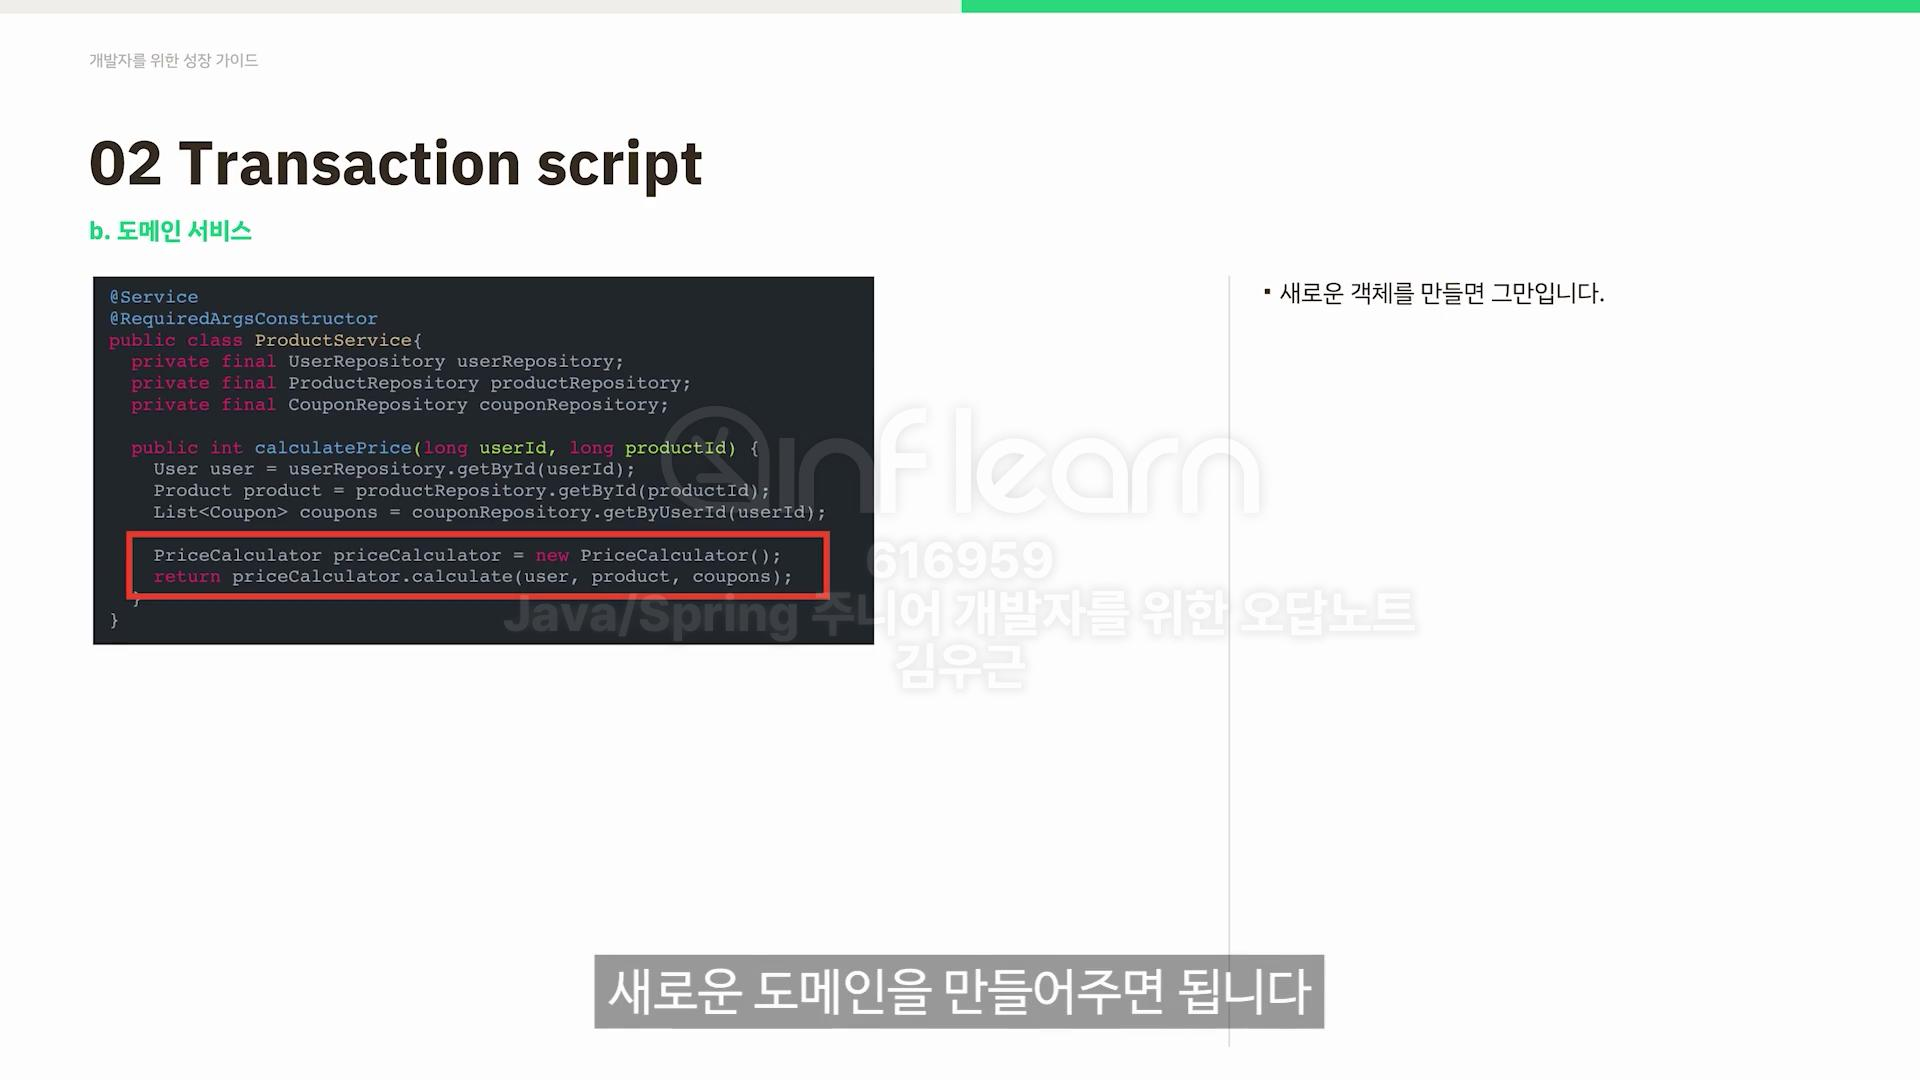 개발자를 위한 성장 가이드
02 Transaction script
b. 도메인 서비스
@Service
@RequiredArgsConstructor
public class ProductService{
  private final UserRepository userRepository;
  private final ProductRepository productRepository;
  private final CouponRepository couponRepository;

  public int calculatePrice(long userId, long productId) {
    User user = userRepository.getById(userId);
    Product product = productRepository.getById(productId);
    List<Coupon> coupons = couponRepository.getByUserId(userId);

    PriceCalculator priceCalculator = new PriceCalculator();
    return priceCalculator.calculate(user, product, coupons);
  }
}
▪ 새로운 객체를 만들면 그만입니다.
inflearn
616959
Java/Spring 주니어 개발자를 위한 오답노트
김우근
새로운 도메인을 만들어주면 됩니다